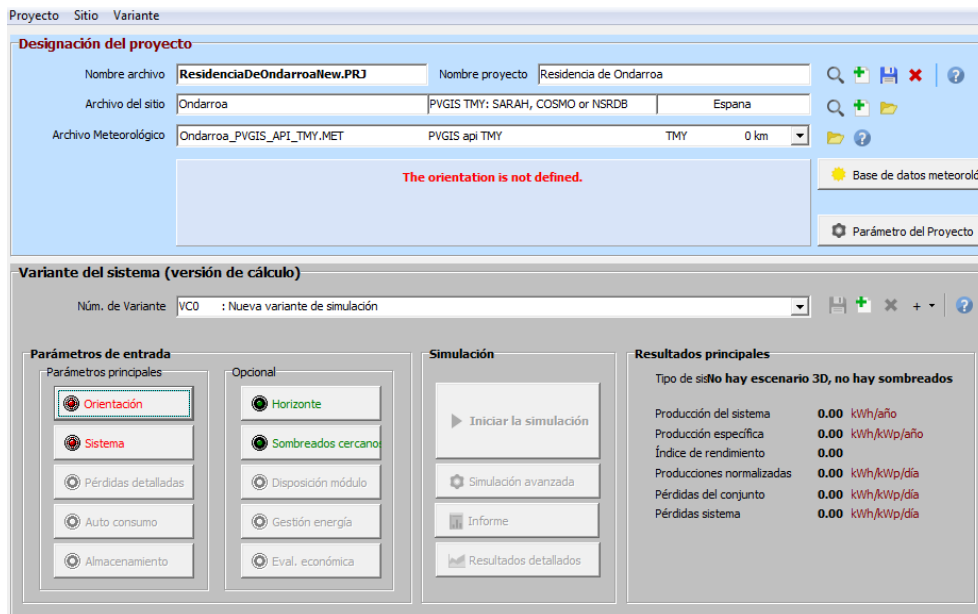 Proyecto Sitio Variante
Designación del proyecto
Nombre archivo ResidenciaDeOndarroaNew.PRJ Nombre proyecto Residencia de Ondarroa
Archivo del sitio Ondarroa PVGIS TMY: SARAH, COSMO or NSRDB Espana
Archivo Meteorológico Ondarroa_PVGIS_API_TMY.MET PVGIS api TMY TMY 0 km
The orientation is not defined.
Base de datos meteoroló
Parámetro del Proyecto
Variante del sistema (versión de cálculo)
Núm. de Variante VC0 : Nueva variante de simulación
Parámetros de entrada
Parámetros principales
Orientación
Sistema
Pérdidas detalladas
Auto consumo
Almacenamiento
Opcional
Horizonte
Sombreados cercanos
Disposición módulo
Gestión energía
Eval. económica
Simulación
Iniciar la simulación
Simulación avanzada
Informe
Resultados detallados
Resultados principales
Tipo de sis No hay escenario 3D, no hay sombreados
Producción del sistema 0.00 kWh/año
Producción específica 0.00 kWh/kWp/año
Índice de rendimiento 0.00
Producciones normalizadas 0.00 kWh/kWp/día
Pérdidas del conjunto 0.00 kWh/kWp/día
Pérdidas sistema 0.00 kWh/kWp/día